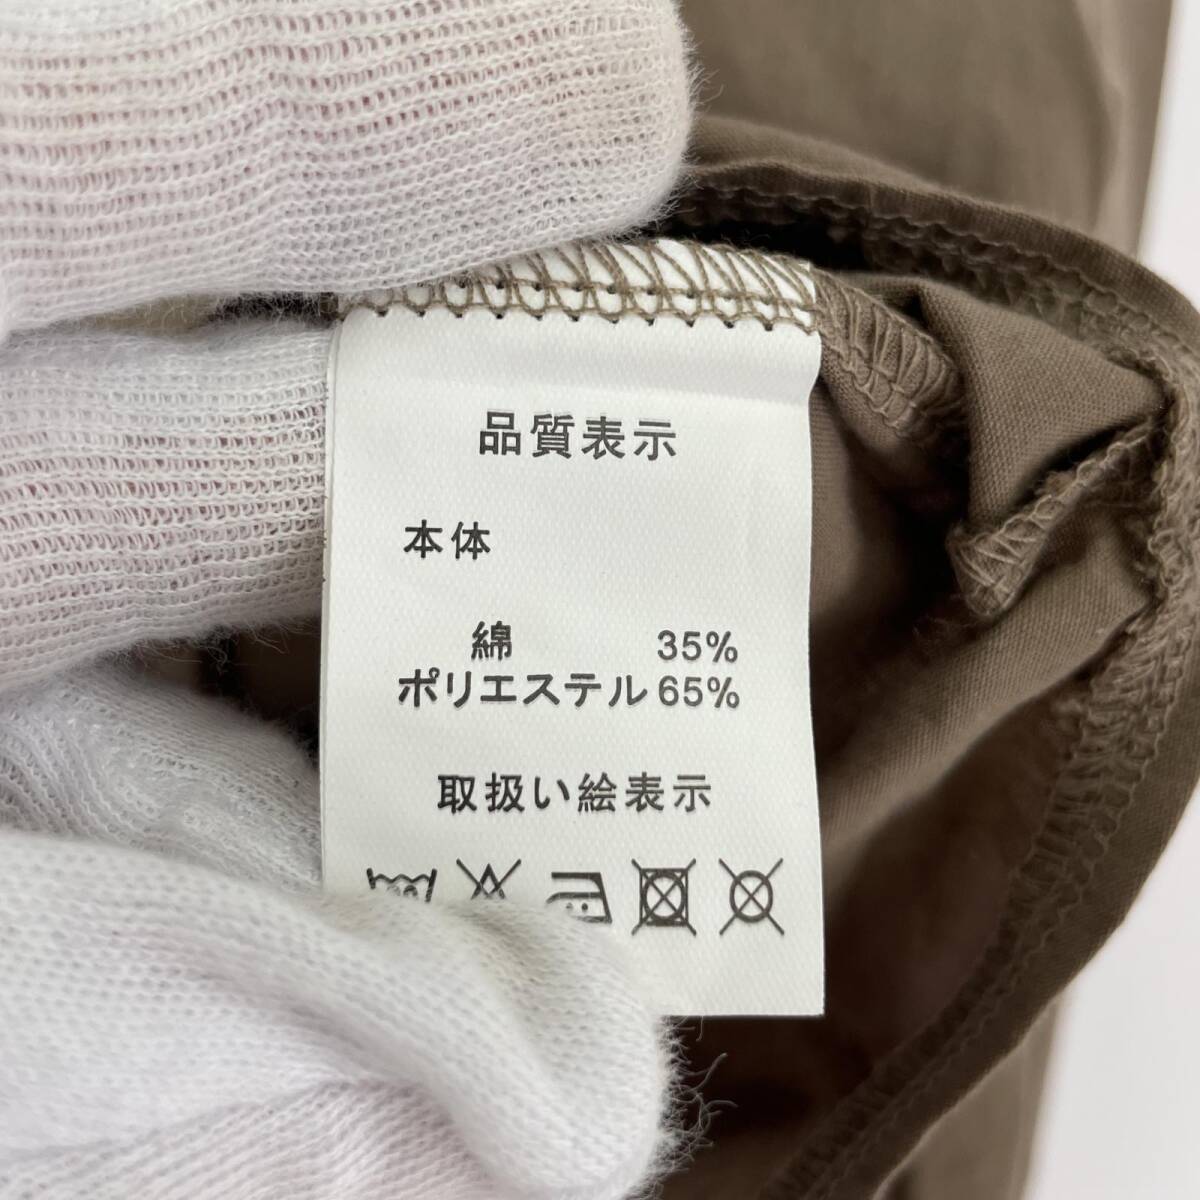 品質表示
本体
綿 35%
ポリエステル 65%
取扱い絵表示